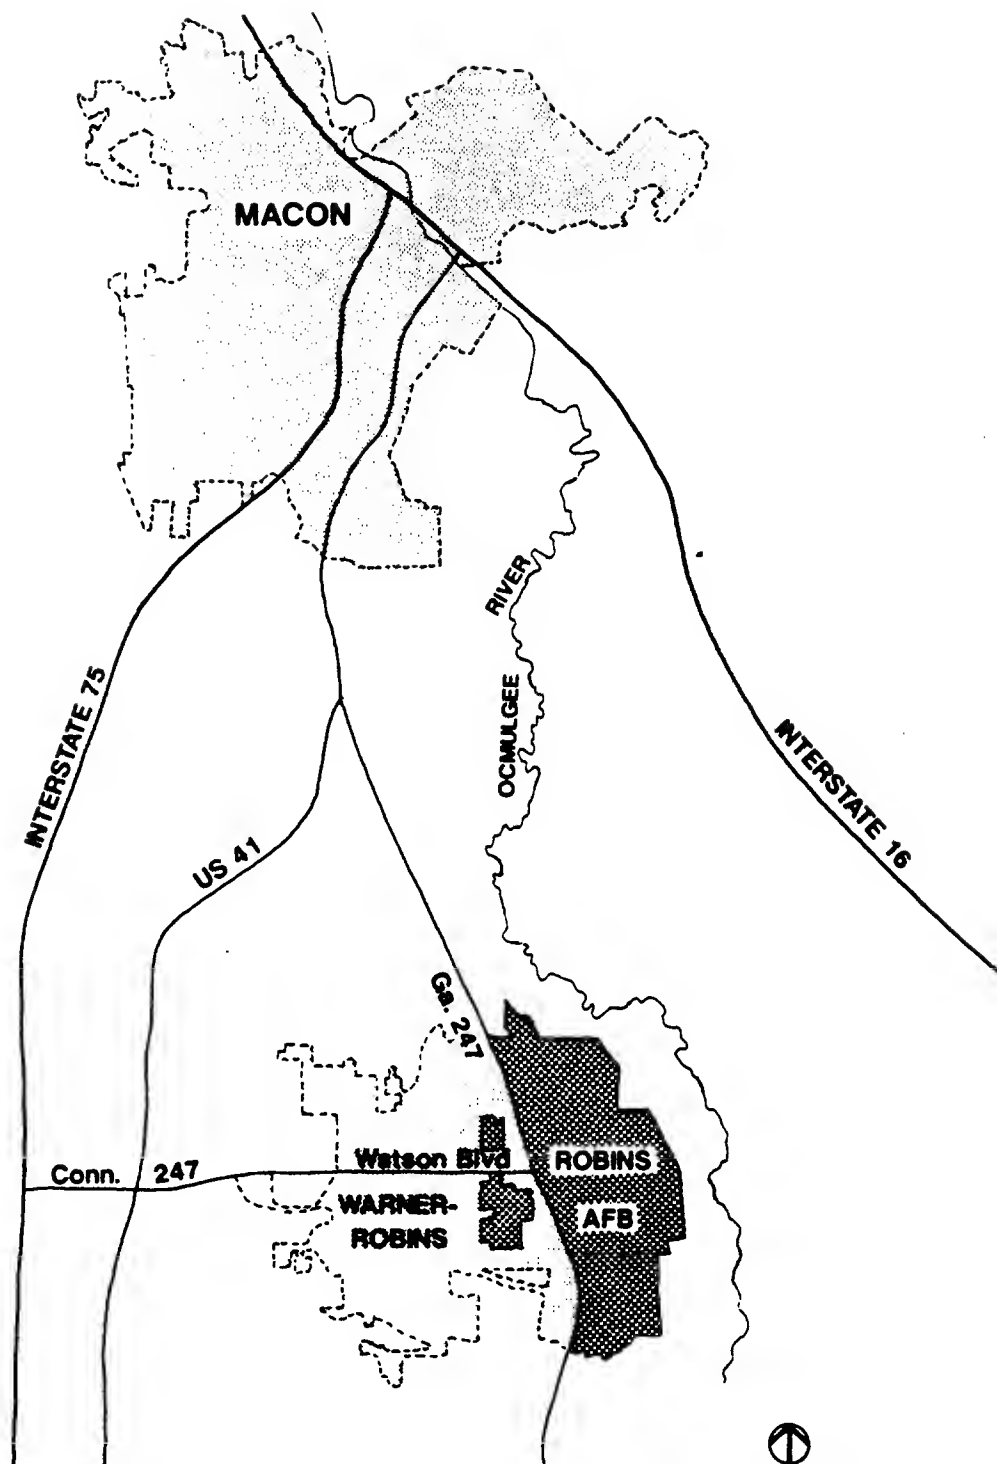 MACON
RIVER
OCMULGEE
INTERSTATE 75
INTERSTATE 16
US 41
Ga. 247
Watson Blvd
ROBINS
Conn. 247
WARNER-
ROBINS
AFB